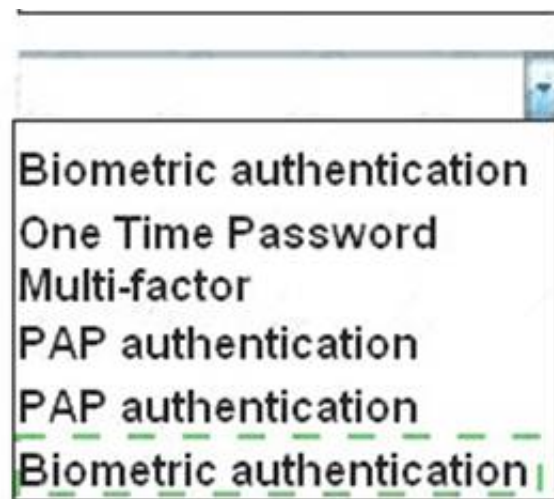 Biometric authentication
One Time Password
Multi-factor
PAP authentication
PAP authentication
Biometric authentication